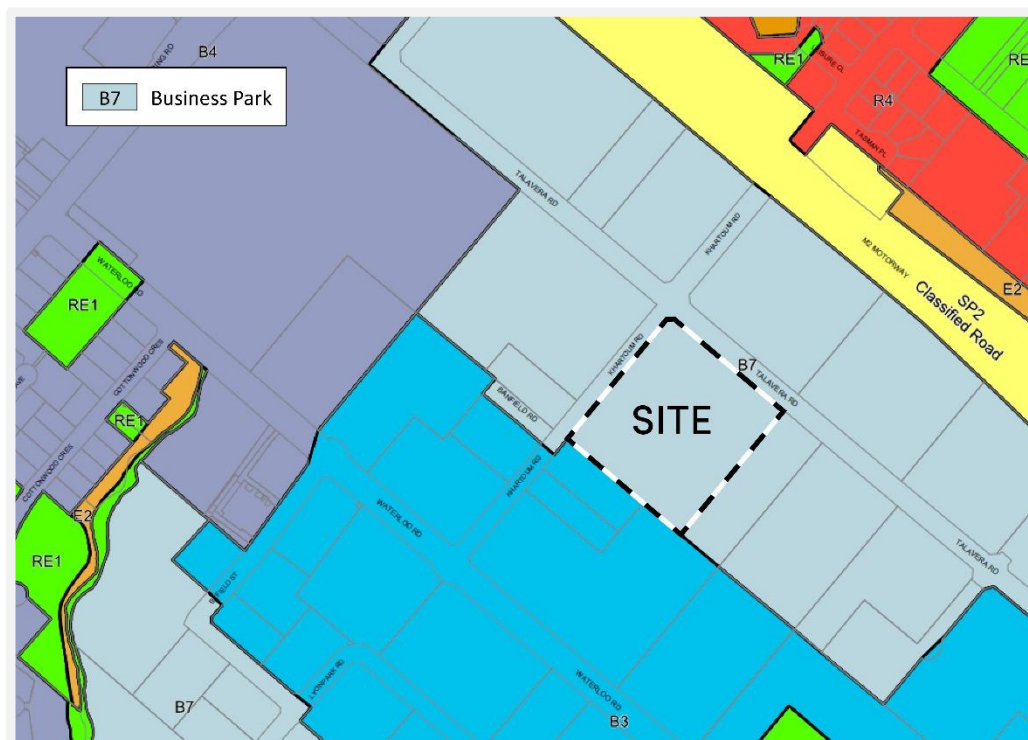 B4
B7 Business Park
RE1
RE
R4
TASMAN PL
TALAVERA RD
KHARTOUM RD
M2 MOTORWAY
E2
SP2
Classified Road
RE1
COTTONWOOD CRES
KHARTOUM RD
B7
TALAVERA RD
SITE
BANFIELD RD
RE1
COTTONWOOD CRES
KHARTOUM RD
E2
WATERLOO RD
RE1
TALAVERA RD
B7
WATERLOO RD
B3